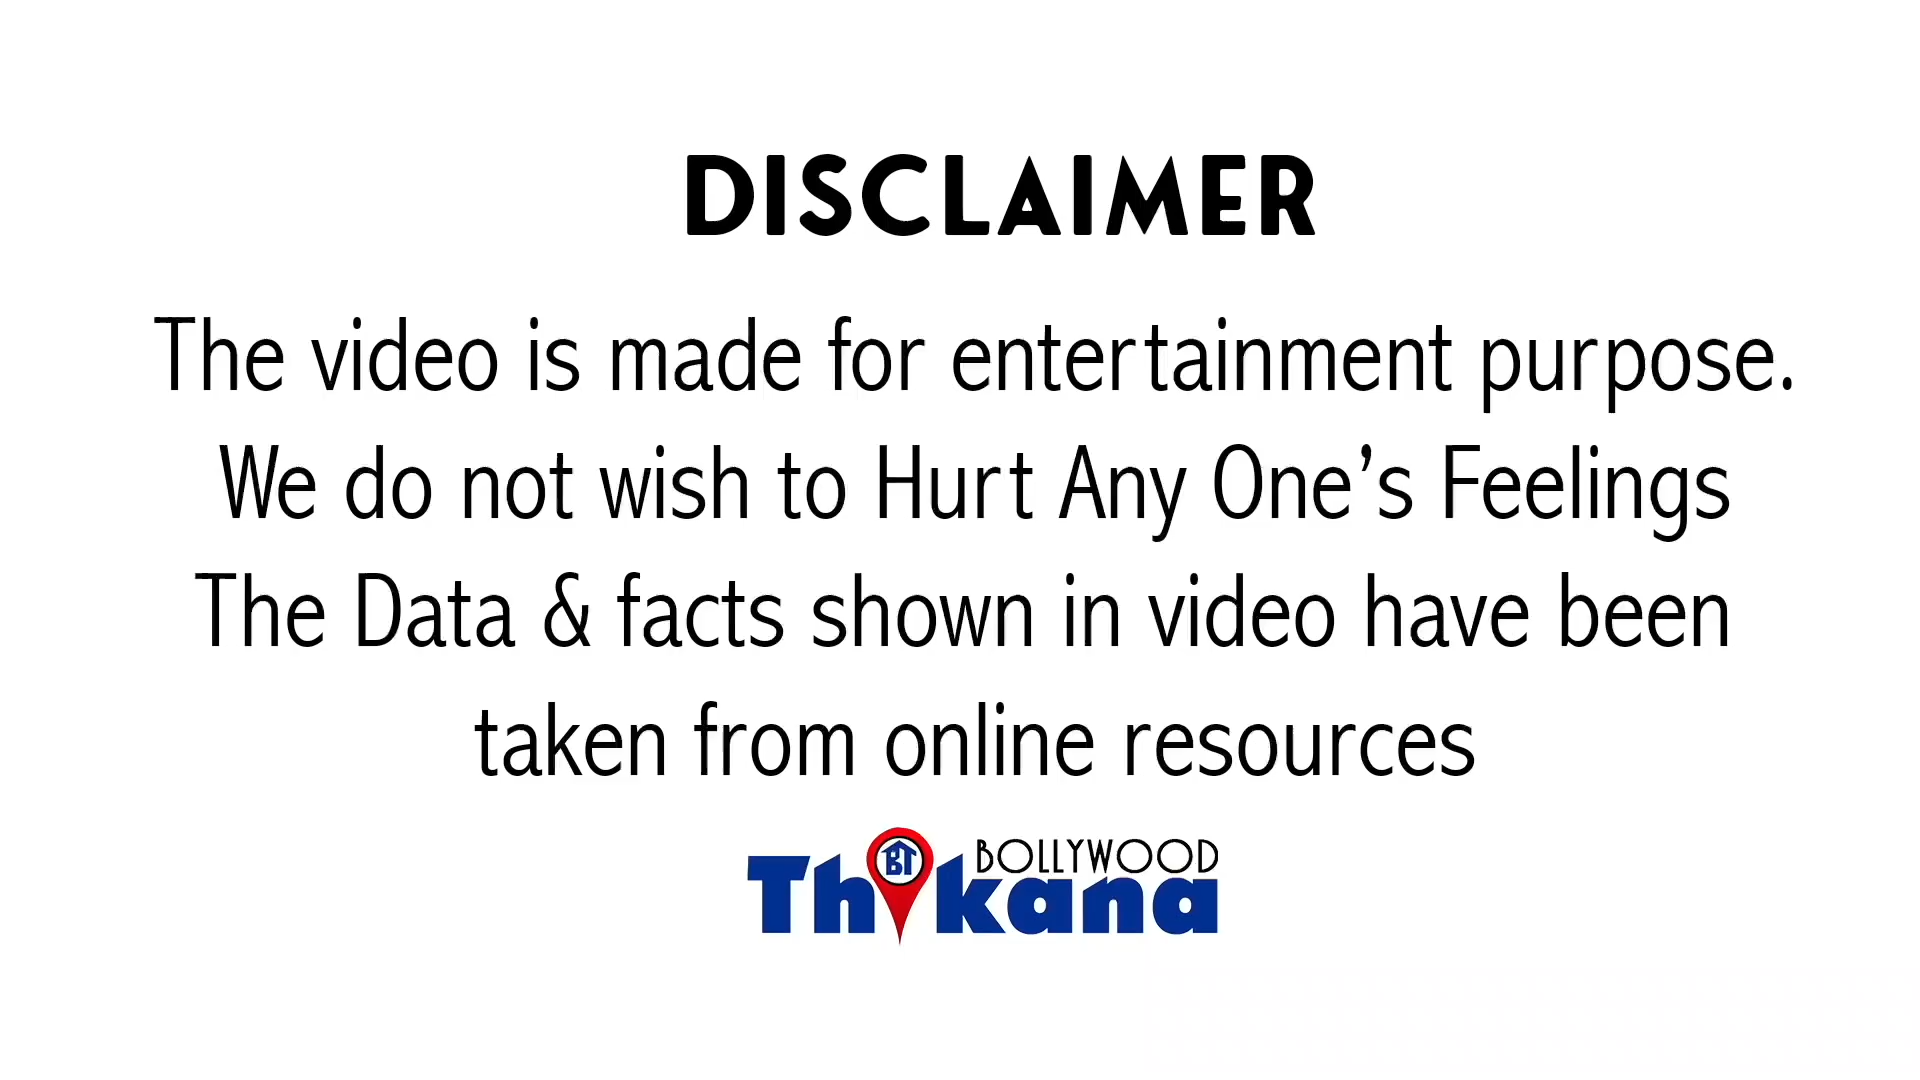 DISCLAIMER
The video is made for entertainment purpose.
We do not wish to Hurt Any One’s Feelings
The Data & facts shown in video have been
taken from online resources
BOLLYWOOD
BT
Thikana